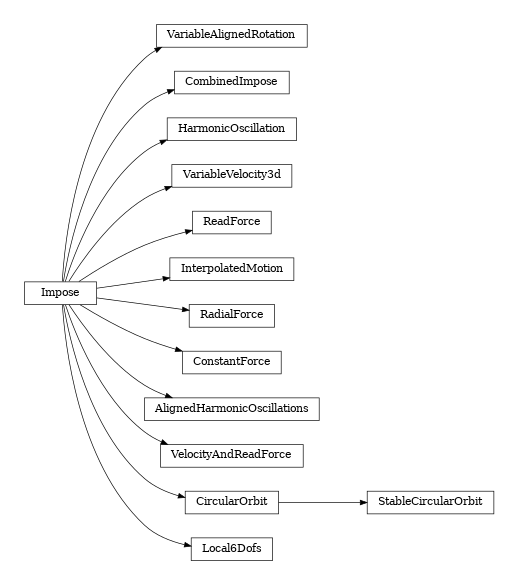 VariableAlignedRotation
CombinedImpose
HarmonicOscillation
VariableVelocity3d
ReadForce
InterpolatedMotion
Impose
RadialForce
ConstantForce
AlignedHarmonicOscillations
VelocityAndReadForce
CircularOrbit
StableCircularOrbit
Local6Dofs